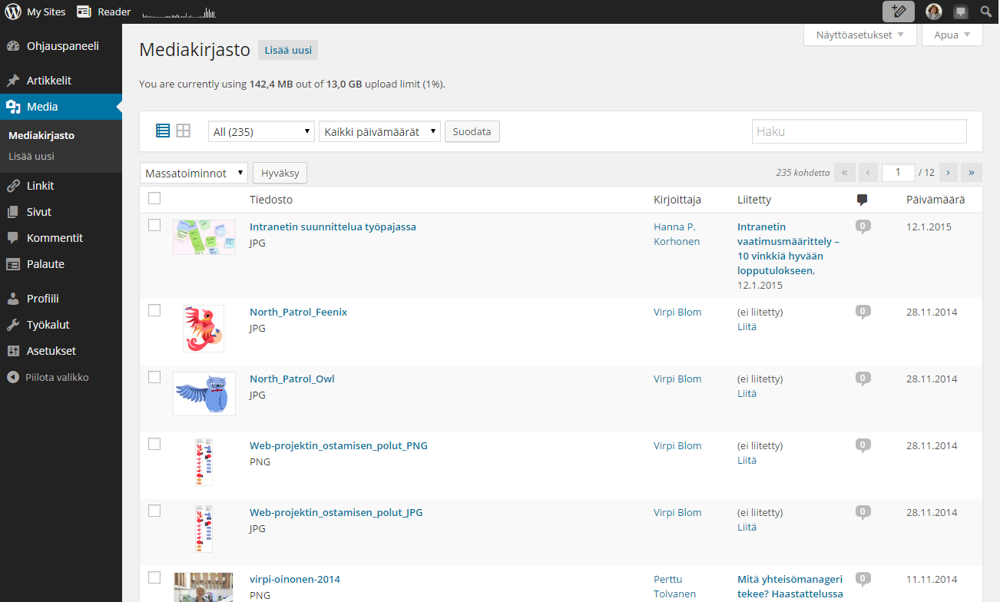 My Sites Reader
Ohjauspaneeli
Artikkelit
Media
Mediakirjasto
Lisää uusi
Linkit
Sivut
Kommentit
Palaute
Profiili
Työkalut
Asetukset
Piilota valikko
Näyttöasetukset Apua
Mediakirjasto Lisää uusi
You are currently using 142,4 MB out of 13,0 GB upload limit (1%).
All (235) Kaikki päivämäärät Suodata Haku
Massatoiminnot Hyväksy 235 kohdetta « ‹ 1 / 12 › »
Tiedosto Kirjoittaja Liitetty Päivämäärä
Intranetin suunnittelua työpajassa
JPG
Hanna P.
Korhonen
Intranetin
vaatimusmäärittely –
10 vinkkiä hyvään
lopputulokseen,
12.1.2015
0
12.1.2015
North_Patrol_Feenix
JPG
Virpi Blom
(ei liitetty)
Liitä
0
28.11.2014
North_Patrol_Owl
JPG
Virpi Blom
(ei liitetty)
Liitä
0
28.11.2014
Web-projektin_ostamisen_polut_PNG
PNG
Virpi Blom
(ei liitetty)
Liitä
0
28.11.2014
Web-projektin_ostamisen_polut_JPG
JPG
Virpi Blom
(ei liitetty)
Liitä
0
28.11.2014
virpi-oinonen-2014
PNG
Perttu
Tolvanen
Mitä yhteisömanageri
tekee? Haastattelussa
0
11.11.2014